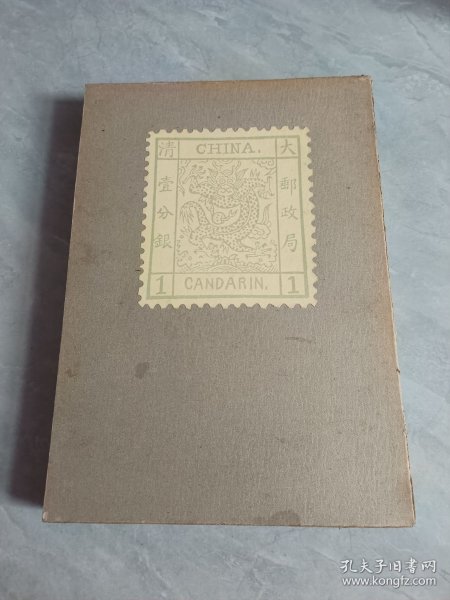 清 CHINA. 大
壹 郵
分 政
銀 局
1 CANDARIN. 1
孔夫子旧书网
www.kongfz.com